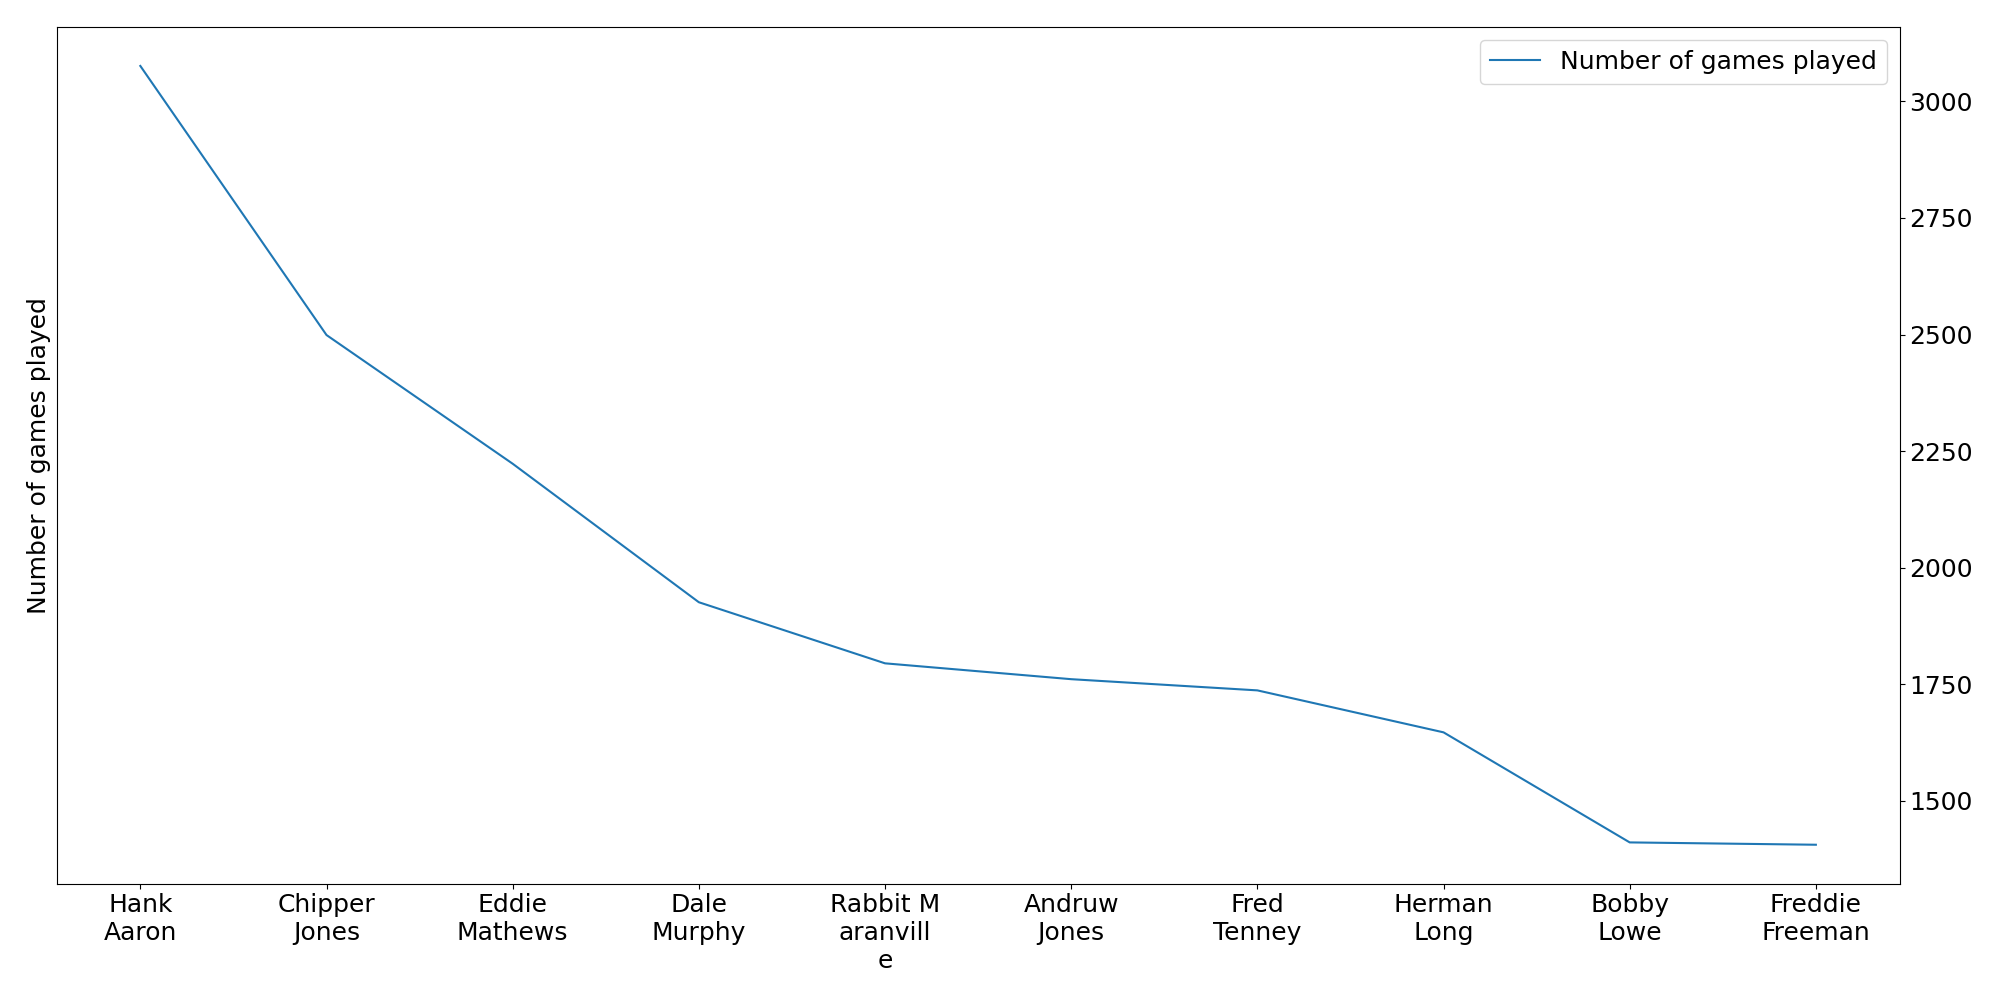 Number of games played
Number of games played
3000
2750
2500
2250
2000
1750
1500
Hank
Aaron
Chipper
Jones
Eddie
Mathews
Dale
Murphy
Rabbit M
aranvill
e
Andruw
Jones
Fred
Tenney
Herman
Long
Bobby
Lowe
Freddie
Freeman